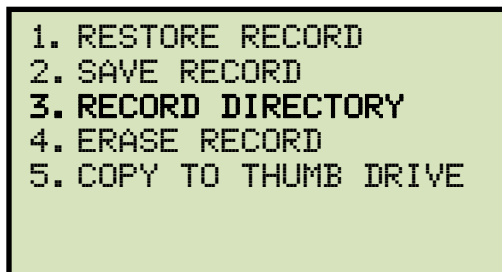 1. RESTORE RECORD
2. SAVE RECORD
3. RECORD DIRECTORY
4. ERASE RECORD
5. COPY TO THUMB DRIVE